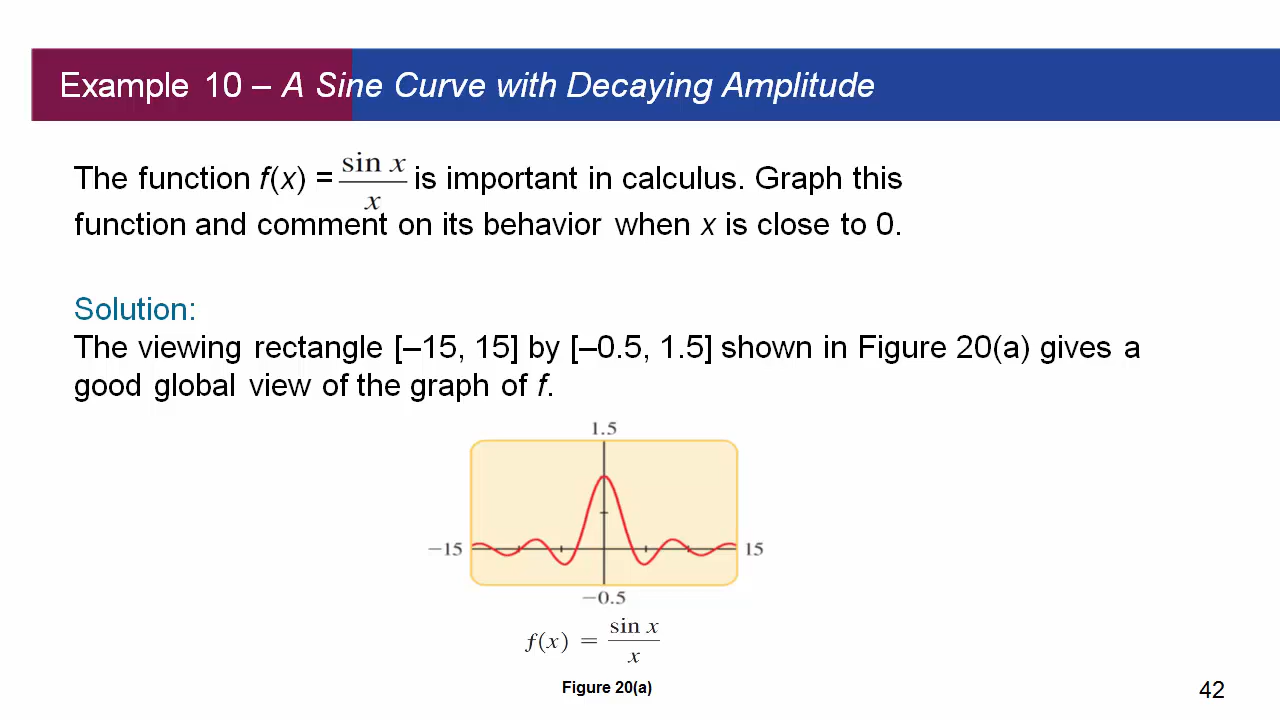 Example 10 – A Sine Curve with Decaying Amplitude
The function f(x) = sin x / x is important in calculus. Graph this
function and comment on its behavior when x is close to 0.
Solution:
The viewing rectangle [–15, 15] by [–0.5, 1.5] shown in Figure 20(a) gives a
good global view of the graph of f.
1.5
−15
15
−0.5
f(x) = sin x / x
Figure 20(a)
42